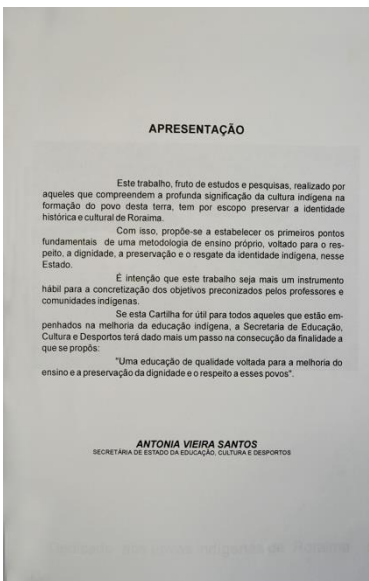 APRESENTAÇÃO
Este trabalho, fruto de estudos e pesquisas, realizado por
aqueles que compreendem a profunda significação da cultura indígena na
formação do povo desta terra, tem por escopo preservar a identidade
histórica e cultural de Roraima.
Com isso, propõe-se a estabelecer os primeiros pontos
fundamentais de uma metodologia de ensino próprio, voltado para o res-
peito, a dignidade, a preservação e o resgate da identidade indígena, nesse
Estado.
É intenção que este trabalho seja mais um instrumento
hábil para a concretização dos objetivos preconizados pelos professores e
comunidades indígenas.
Se esta Cartilha for útil para todos aqueles que estão em-
penhados na melhoria da educação indígena, a Secretaria de Educação,
Cultura e Desportos terá dado mais um passo na consecução da finalidade a
que se propôs:
"Uma educação de qualidade voltada para a melhoria do
ensino e a preservação da dignidade e o respeito a esses povos".
ANTONIA VIEIRA SANTOS
SECRETÁRIA DE ESTADO DA EDUCAÇÃO, CULTURA E DESPORTOS